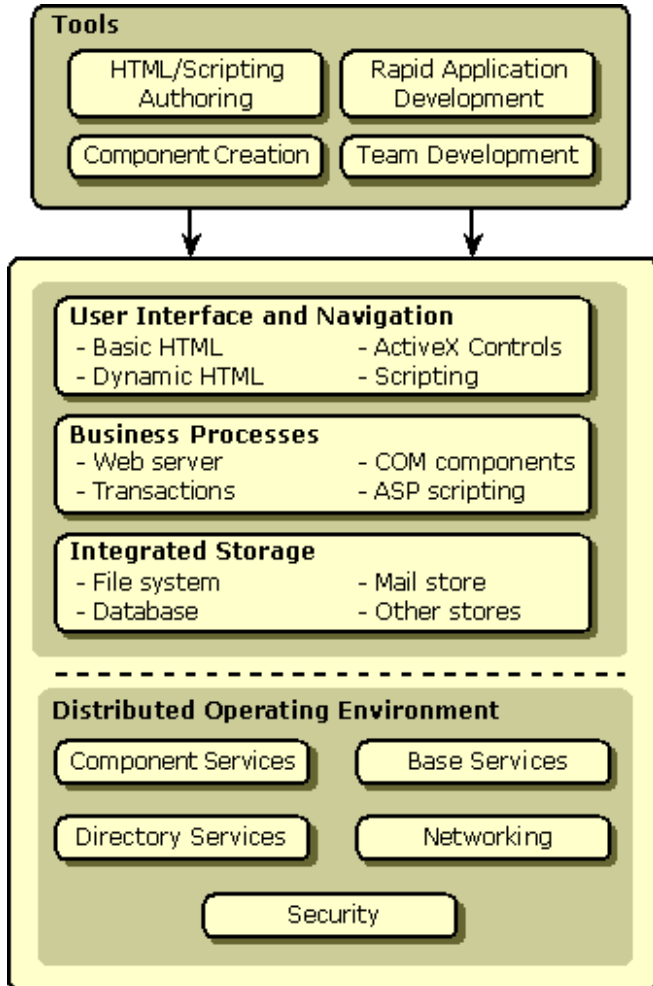 Tools
HTML/Scripting
Authoring
Rapid Application
Development
Component Creation
Team Development
User Interface and Navigation
- Basic HTML
- ActiveX Controls
- Dynamic HTML
- Scripting
Business Processes
- Web server
- COM components
- Transactions
- ASP scripting
Integrated Storage
- File system
- Mail store
- Database
- Other stores
Distributed Operating Environment
Component Services
Base Services
Directory Services
Networking
Security